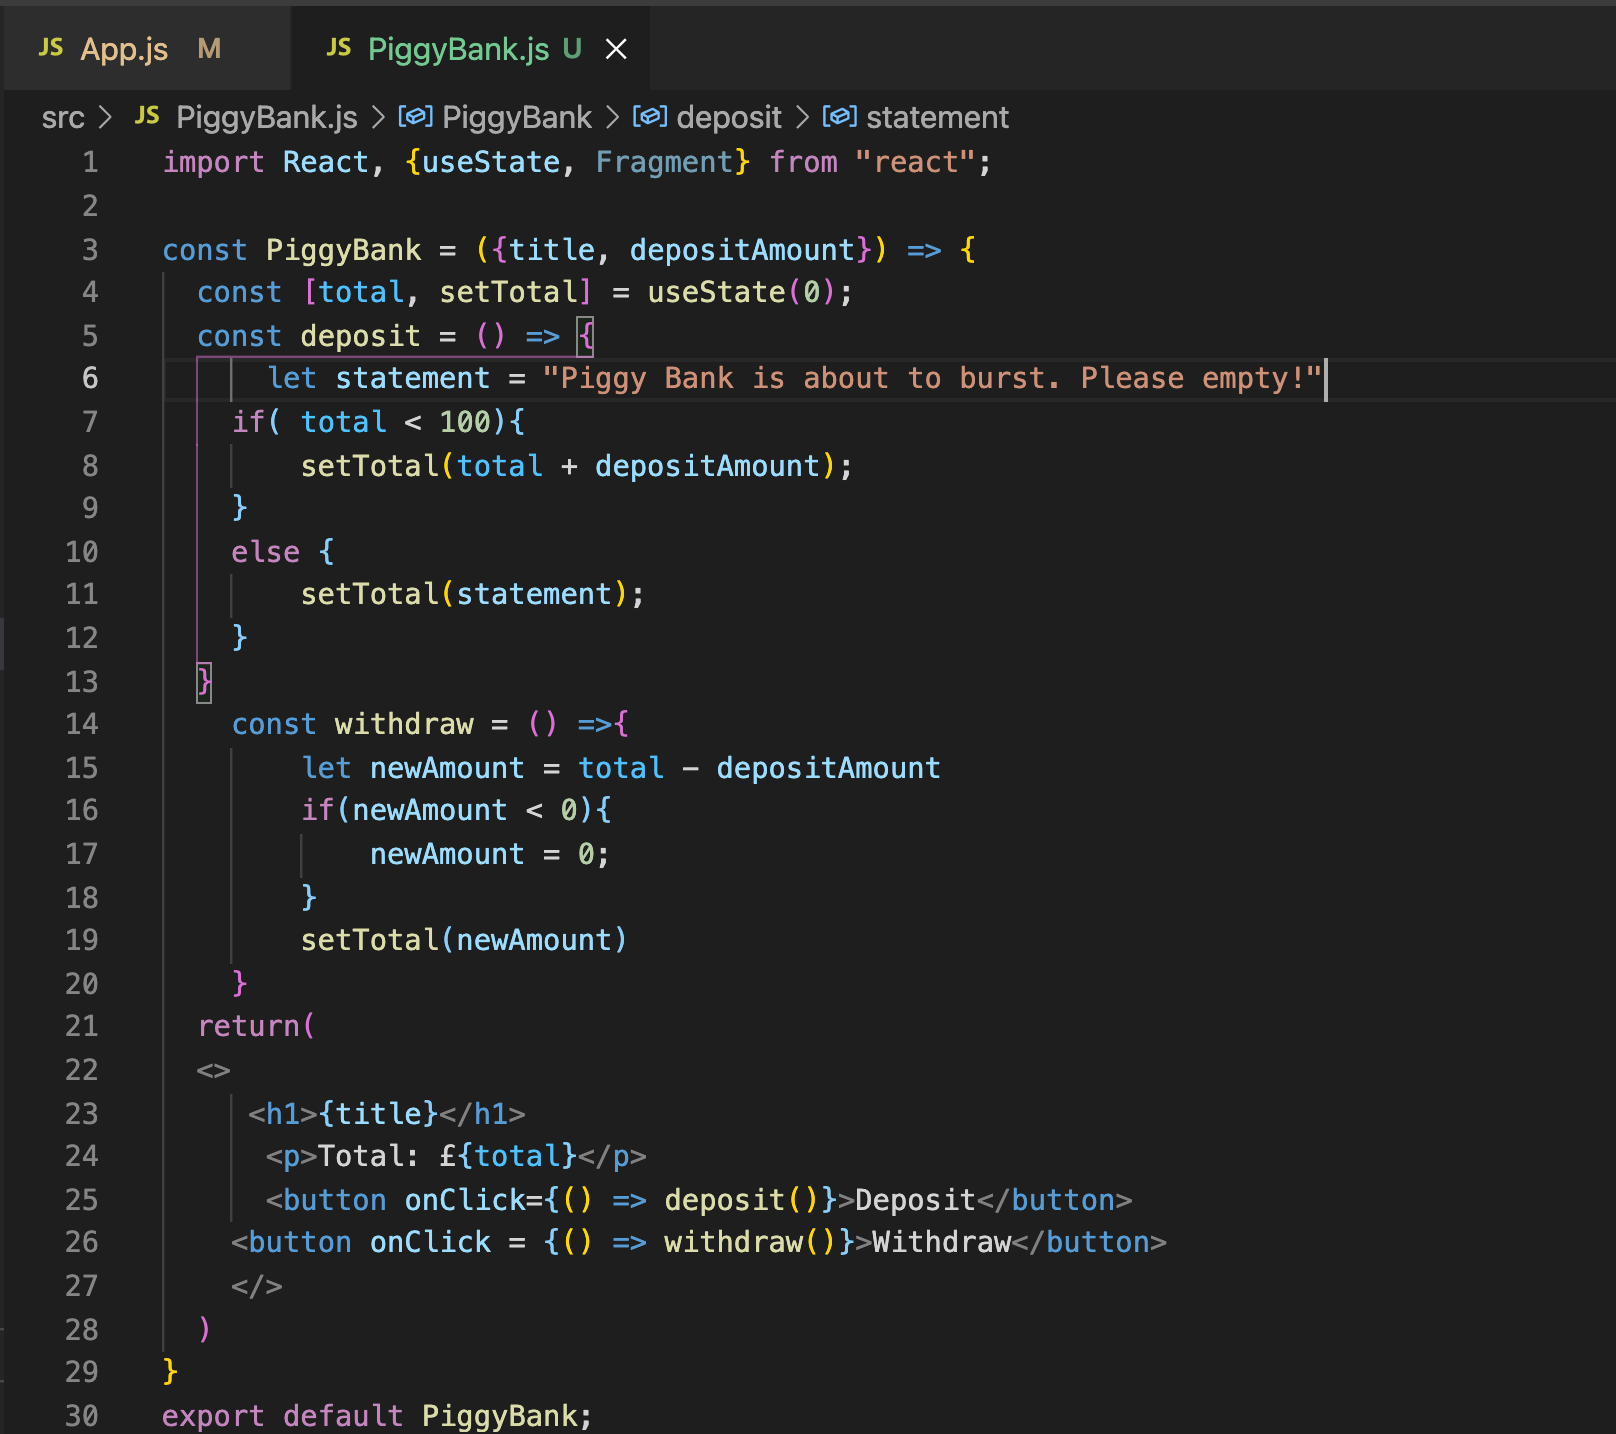 JS App.js M JS PiggyBank.js U
src > JS PiggyBank.js > PiggyBank > deposit > statement
1 import React, {useState, Fragment} from "react";
2
3 const PiggyBank = ({title, depositAmount}) => {
4 const [total, setTotal] = useState(0);
5 const deposit = () => {
6 let statement = "Piggy Bank is about to burst. Please empty!"
7 if( total < 100){
8 setTotal(total + depositAmount);
9 }
10 else {
11 setTotal(statement);
12 }
13 }
14 const withdraw = () =>{
15 let newAmount = total - depositAmount
16 if(newAmount < 0){
17 newAmount = 0;
18 }
19 setTotal(newAmount)
20 }
21 return(
22 <>
23 <h1>{title}</h1>
24 <p>Total: £{total}</p>
25 <button onClick={() => deposit()}>Deposit</button>
26 <button onClick = {() => withdraw()}>Withdraw</button>
27 </>
28 )
29 }
30 export default PiggyBank;